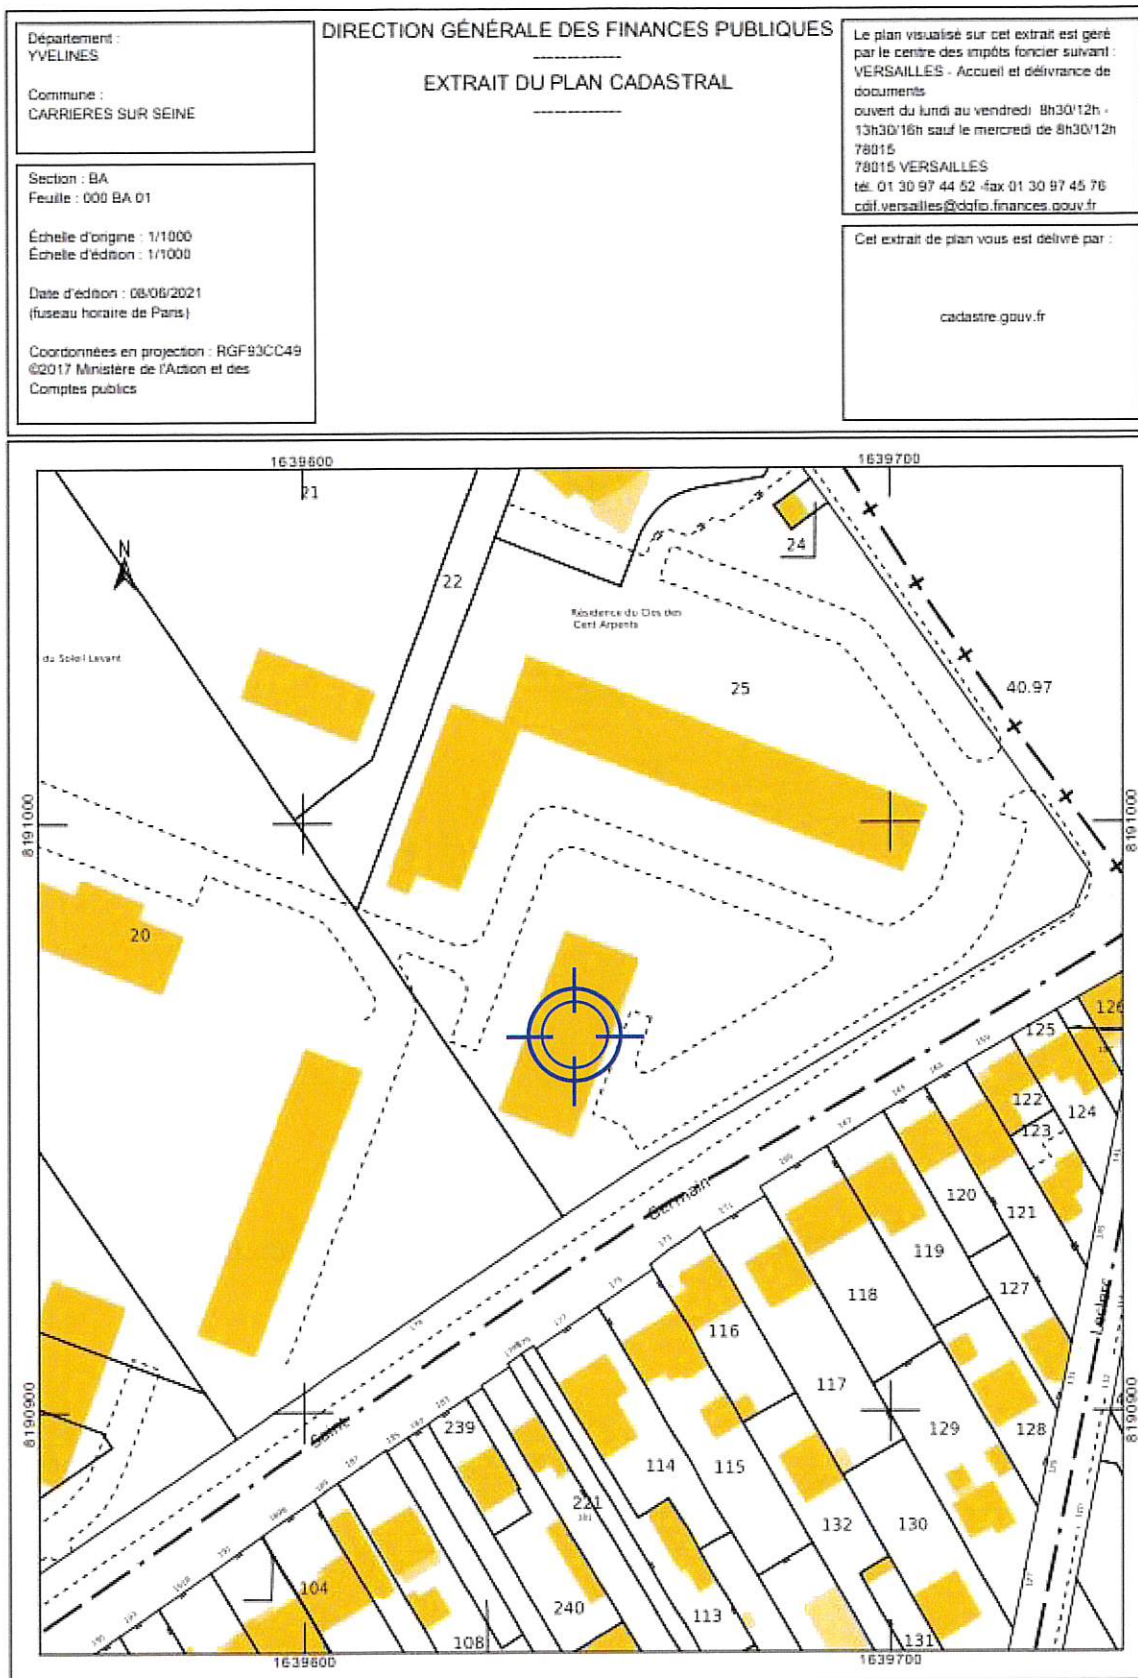 Département :
YVELINES
Commune :
CARRIERES SUR SEINE
Section : BA
Feuille : 000 BA 01
Échelle d'origine : 1/1000
Échelle d'édition : 1/1000
Date d'édition : 08/06/2021
(fuseau horaire de Paris)
Coordonnées en projection : RGF93CC49
©2017 Ministère de l'Action et des
Comptes publics
DIRECTION GÉNÉRALE DES FINANCES PUBLIQUES
EXTRAIT DU PLAN CADASTRAL
Le plan visualisé sur cet extrait est géré
par le centre des impôts foncier suivant :
VERSAILLES - Accueil et délivrance de
documents
ouvert du lundi au vendredi 8h30/12h -
13h30/16h sauf le mercredi de 8h30/12h
78015
78015 VERSAILLES
tél. 01 30 97 44 52 -fax 01 30 97 45 76
cdif.versailles@dgfip.finances.gouv.fr
Cet extrait de plan vous est délivré par :
cadastre.gouv.fr
1639600
1639700
21
N
24
22
Résidence du Clos des
Cent Arpents
du Soleil Levant
25
40.97
8191000
8191000
20
126
125
122
124
123
Germain
120
121
119
127
118
Leclerc
116
117
8190900
8190900
Sainte
239
129
128
114
115
221
181
132
130
104
240
113
108
131
1639600
1639700